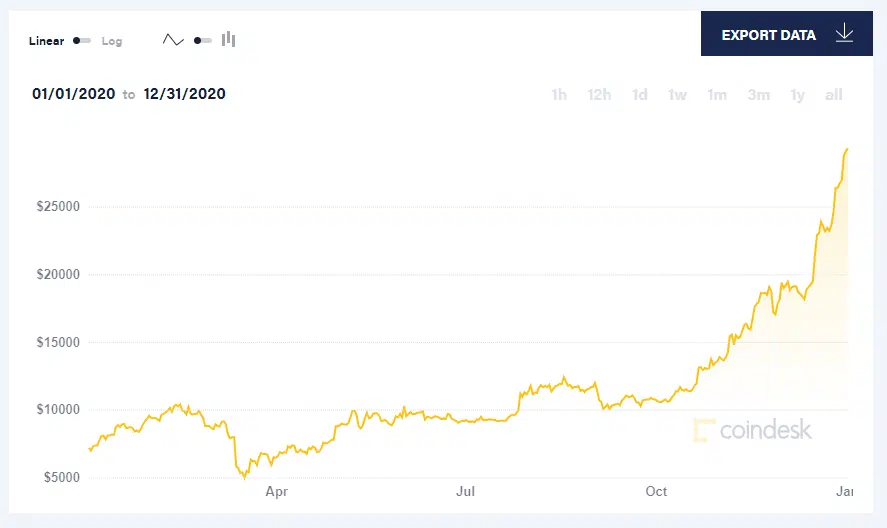 Linear Log EXPORT DATA
01/01/2020 to 12/31/2020 1h 12h 1d 1w 1m 3m 1y all
$25000
$20000
$15000
$10000
coindesk
$5000
Apr Jul Oct Jan